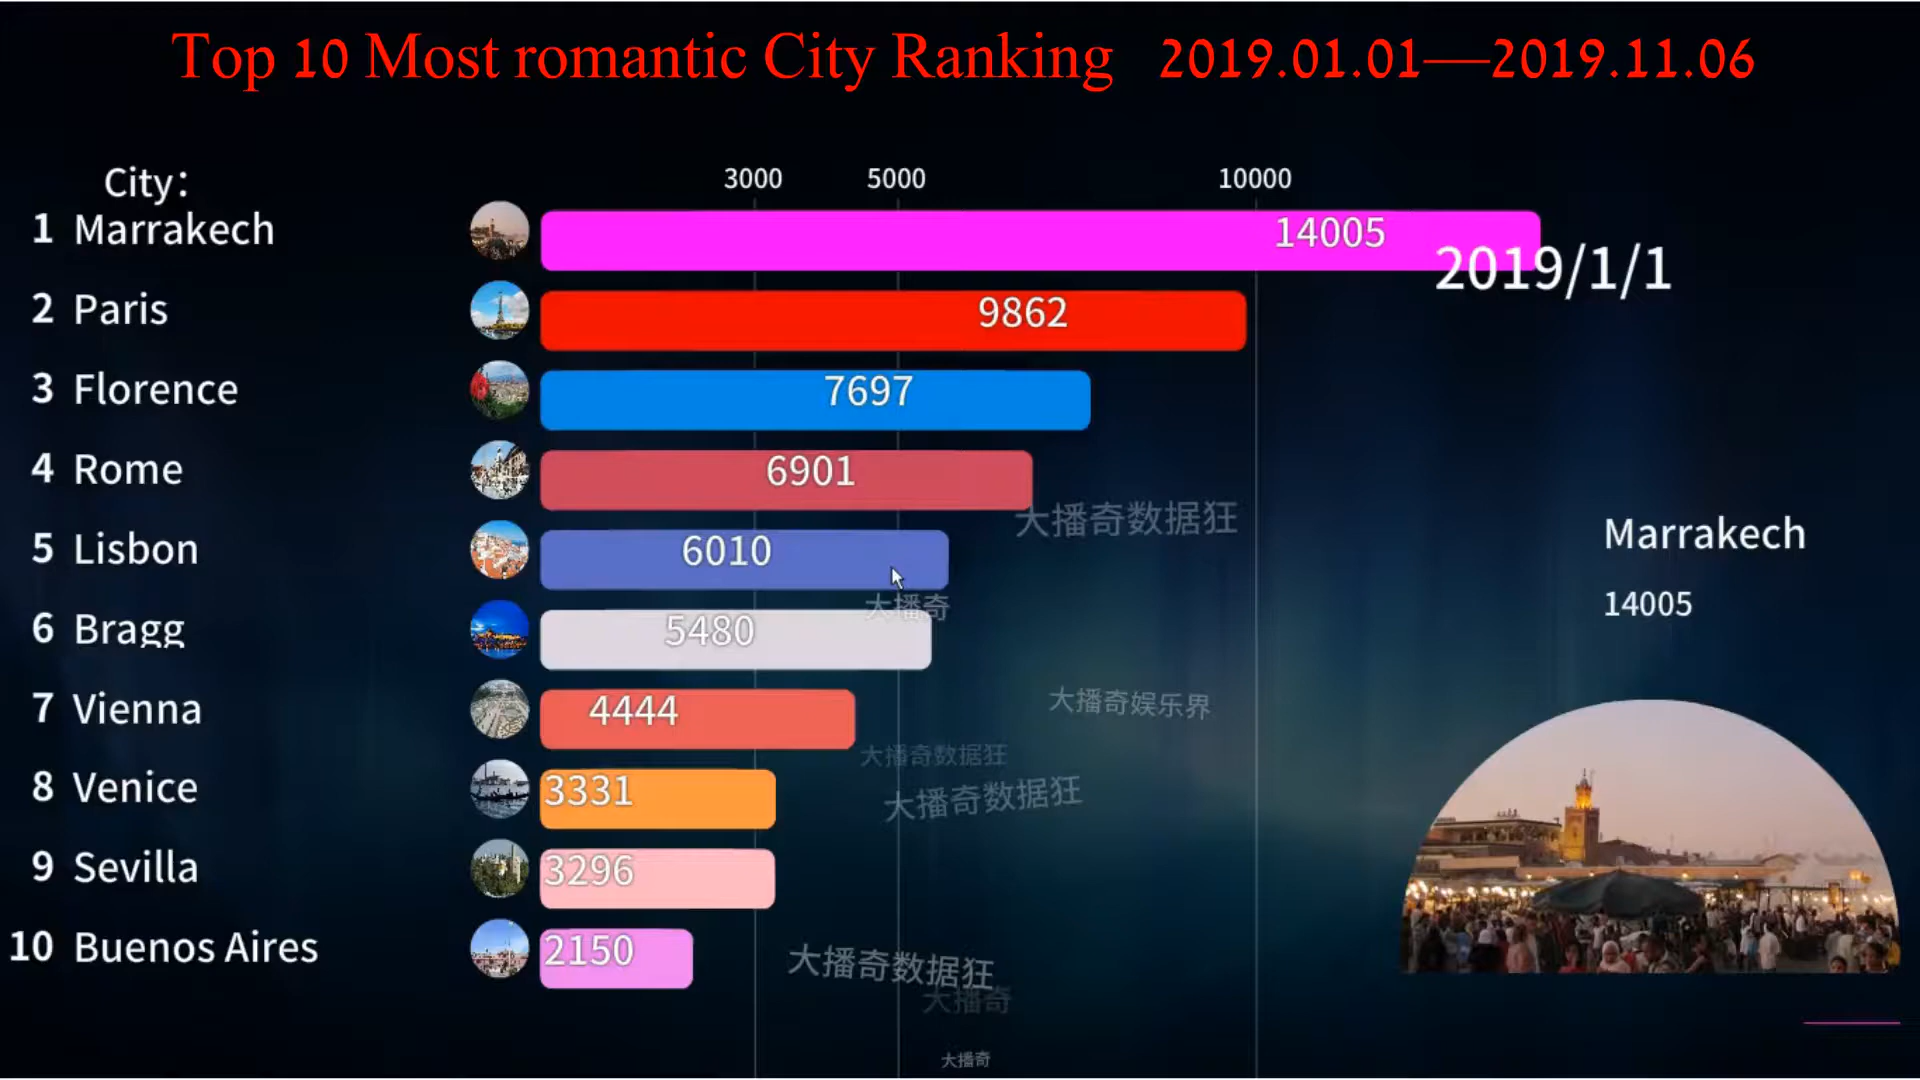 Top 10 Most romantic City Ranking 2019.01.01—2019.11.06
City:
3000 5000 10000
1 Marrakech 14005
2019/1/1
2 Paris 9862
3 Florence 7697
4 Rome 6901
大播奇数据狂
Marrakech
5 Lisbon 6010
14005
大播奇
6 Bragg 5480
7 Vienna 4444
大播奇娱乐界
大播奇数据狂
8 Venice 3331
大播奇数据狂
9 Sevilla 3296
10 Buenos Aires 2150
大播奇数据狂
大播奇
大播奇